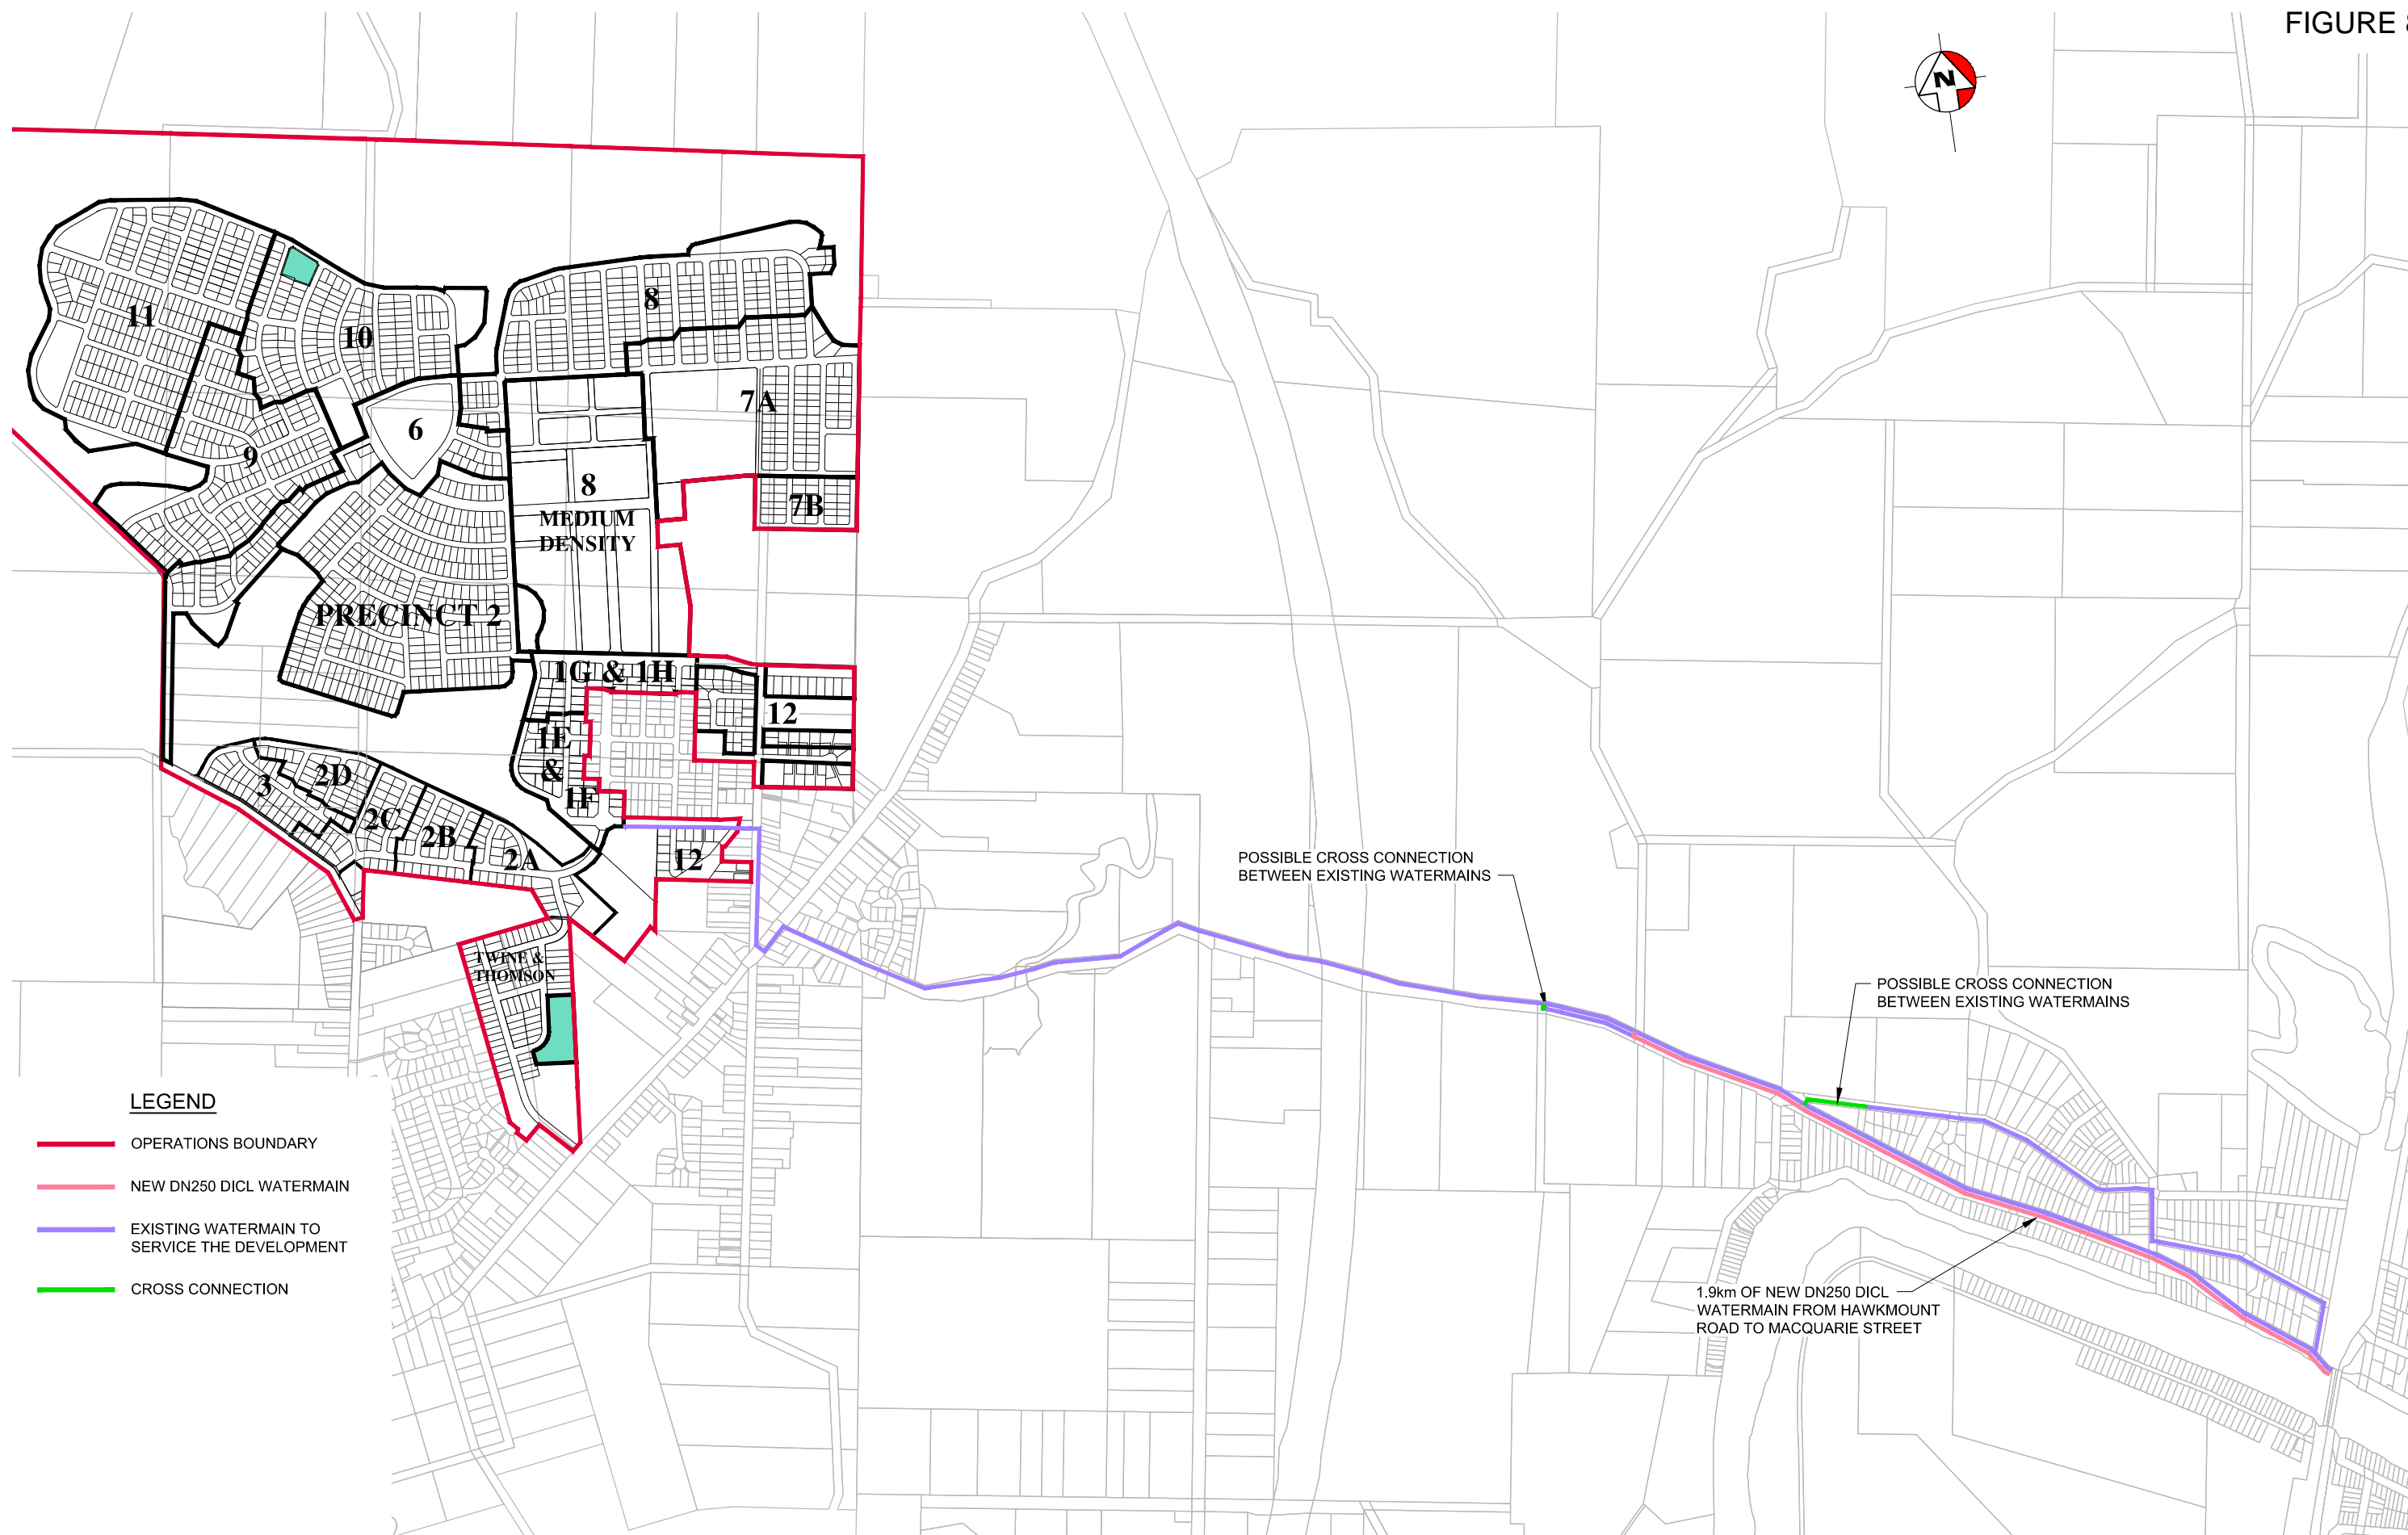 FIGURE 8
N
11
10
8
6
7A
9
8
MEDIUM
DENSITY
7B
PRECINCT 2
1G & 1H
12
1E
&
1F
3
2D
2C
2B
2A
12
TWINE &
THOMSON
POSSIBLE CROSS CONNECTION
BETWEEN EXISTING WATERMAINS
POSSIBLE CROSS CONNECTION
BETWEEN EXISTING WATERMAINS
1.9km OF NEW DN250 DICL
WATERMAIN FROM HAWKMOUNT
ROAD TO MACQUARIE STREET
LEGEND
OPERATIONS BOUNDARY
NEW DN250 DICL WATERMAIN
EXISTING WATERMAIN TO
SERVICE THE DEVELOPMENT
CROSS CONNECTION